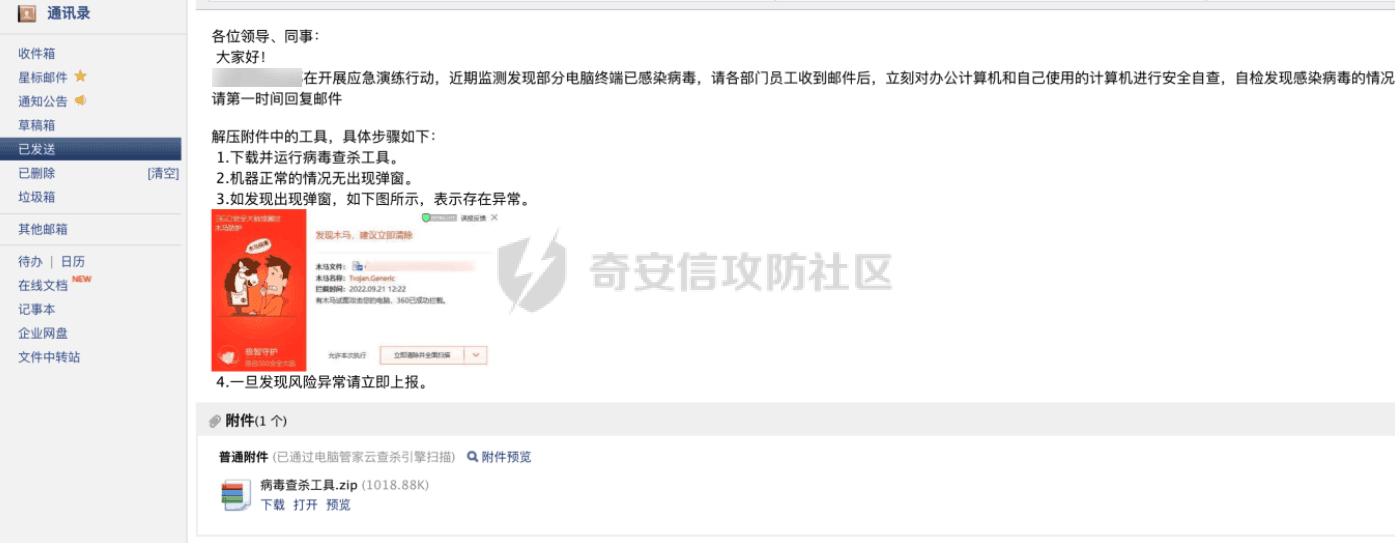 通讯录
收件箱
星标邮件
通知公告
草稿箱
已发送
已删除 [清空]
垃圾箱
其他邮箱
待办 | 日历
在线文档 NEW
记事本
企业网盘
文件中转站
各位领导、同事：
大家好！
在开展应急演练行动，近期监测发现部分电脑终端已感染病毒，请各部门员工收到邮件后，立刻对办公计算机和自己使用的计算机进行安全自查，自检发现感染病毒的情况
请第一时间回复邮件
解压附件中的工具，具体步骤如下：
1.下载并运行病毒查杀工具。
2.机器正常的情况无出现弹窗。
3.如发现出现弹窗，如下图所示，表示存在异常。
木马防护
误报反馈
木马病毒
发现木马，建议立即清除
木马文件：
木马名称：Trojan.Generic
拦截时间：2022.09.21 12:22
有木马试图攻击您的电脑，360已成功拦截。
极智守护
允许本次执行 立即清除并全面扫描
奇安信攻防社区
4.一旦发现风险异常请立即上报。
附件(1 个)
普通附件 (已通过电脑管家云查杀引擎扫描) 附件预览
病毒查杀工具.zip (1018.88K)
下载 打开 预览